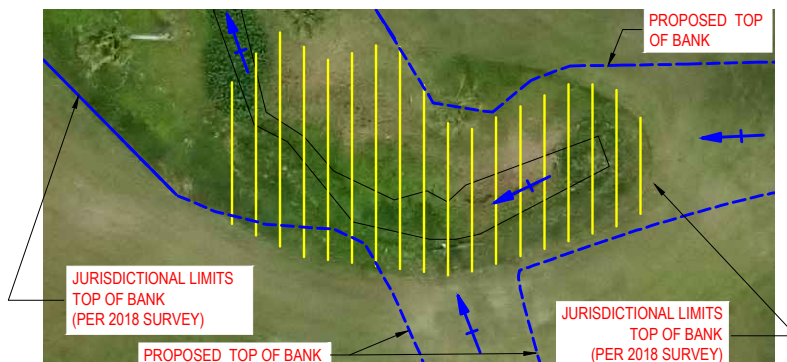 PROPOSED TOP
OF BANK
JURISDICTIONAL LIMITS
TOP OF BANK
(PER 2018 SURVEY)
JURISDICTIONAL LIMITS
TOP OF BANK
(PER 2018 SURVEY)
PROPOSED TOP OF BANK